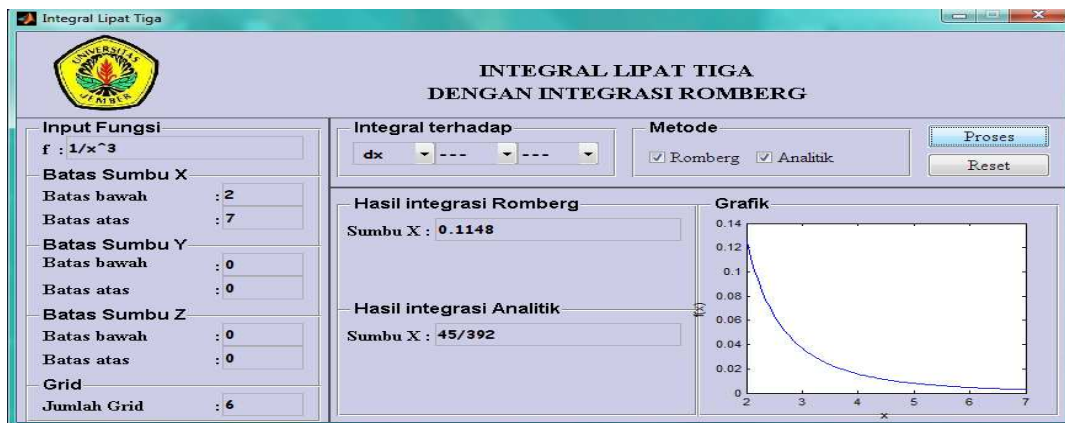 Integral Lipat Tiga
UNIVERSITAS
JEMBER
INTEGRAL LIPAT TIGA
DENGAN INTEGRASI ROMBERG
Input Fungsi
f : 1/x^3
Batas Sumbu X
Batas bawah : 2
Batas atas : 7
Batas Sumbu Y
Batas bawah : 0
Batas atas : 0
Batas Sumbu Z
Batas bawah : 0
Batas atas : 0
Grid
Jumlah Grid : 6
Integral terhadap
dx --- ---
Metode
Romberg Analitik
Proses
Reset
Hasil integrasi Romberg
Sumbu X : 0.1148
Hasil integrasi Analitik
Sumbu X : 45/392
Grafik
0.14
0.12
0.1
0.08
0.06
0.04
0.02
0
f(x)
2 3 4 5 6 7
x